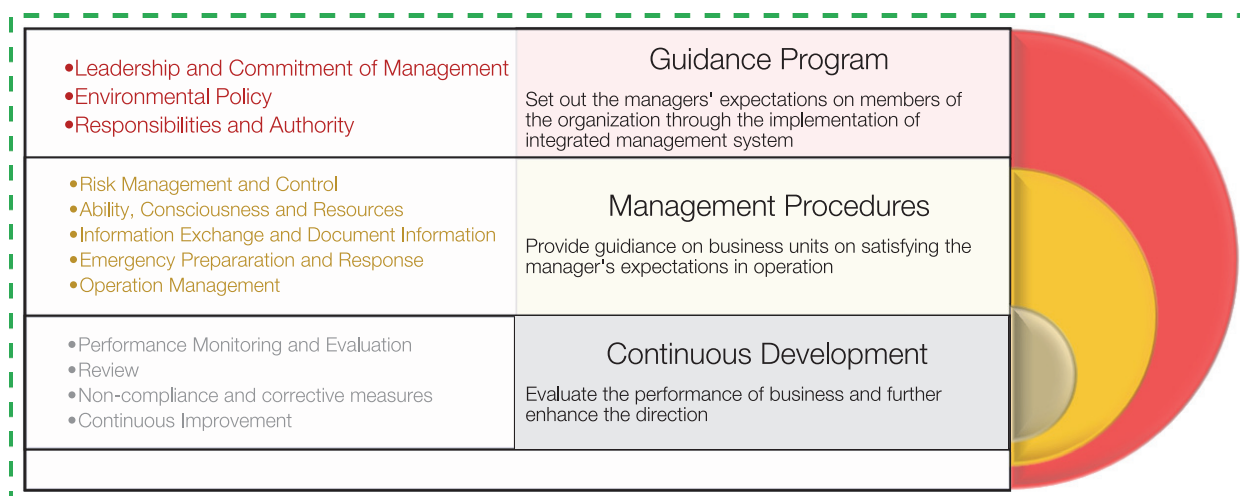 •Leadership and Commitment of Management
•Environmental Policy
•Responsibilities and Authority
Guidance Program
Set out the managers' expectations on members of
the organization through the implementation of
integrated management system
•Risk Management and Control
•Ability, Consciousness and Resources
•Information Exchange and Document Information
•Emergency Prepararation and Response
•Operation Management
Management Procedures
Provide guidance on business units on satisfying the
manager's expectations in operation
•Performance Monitoring and Evaluation
•Review
•Non-compliance and corrective measures
•Continuous Improvement
Continuous Development
Evaluate the performance of business and further
enhance the direction